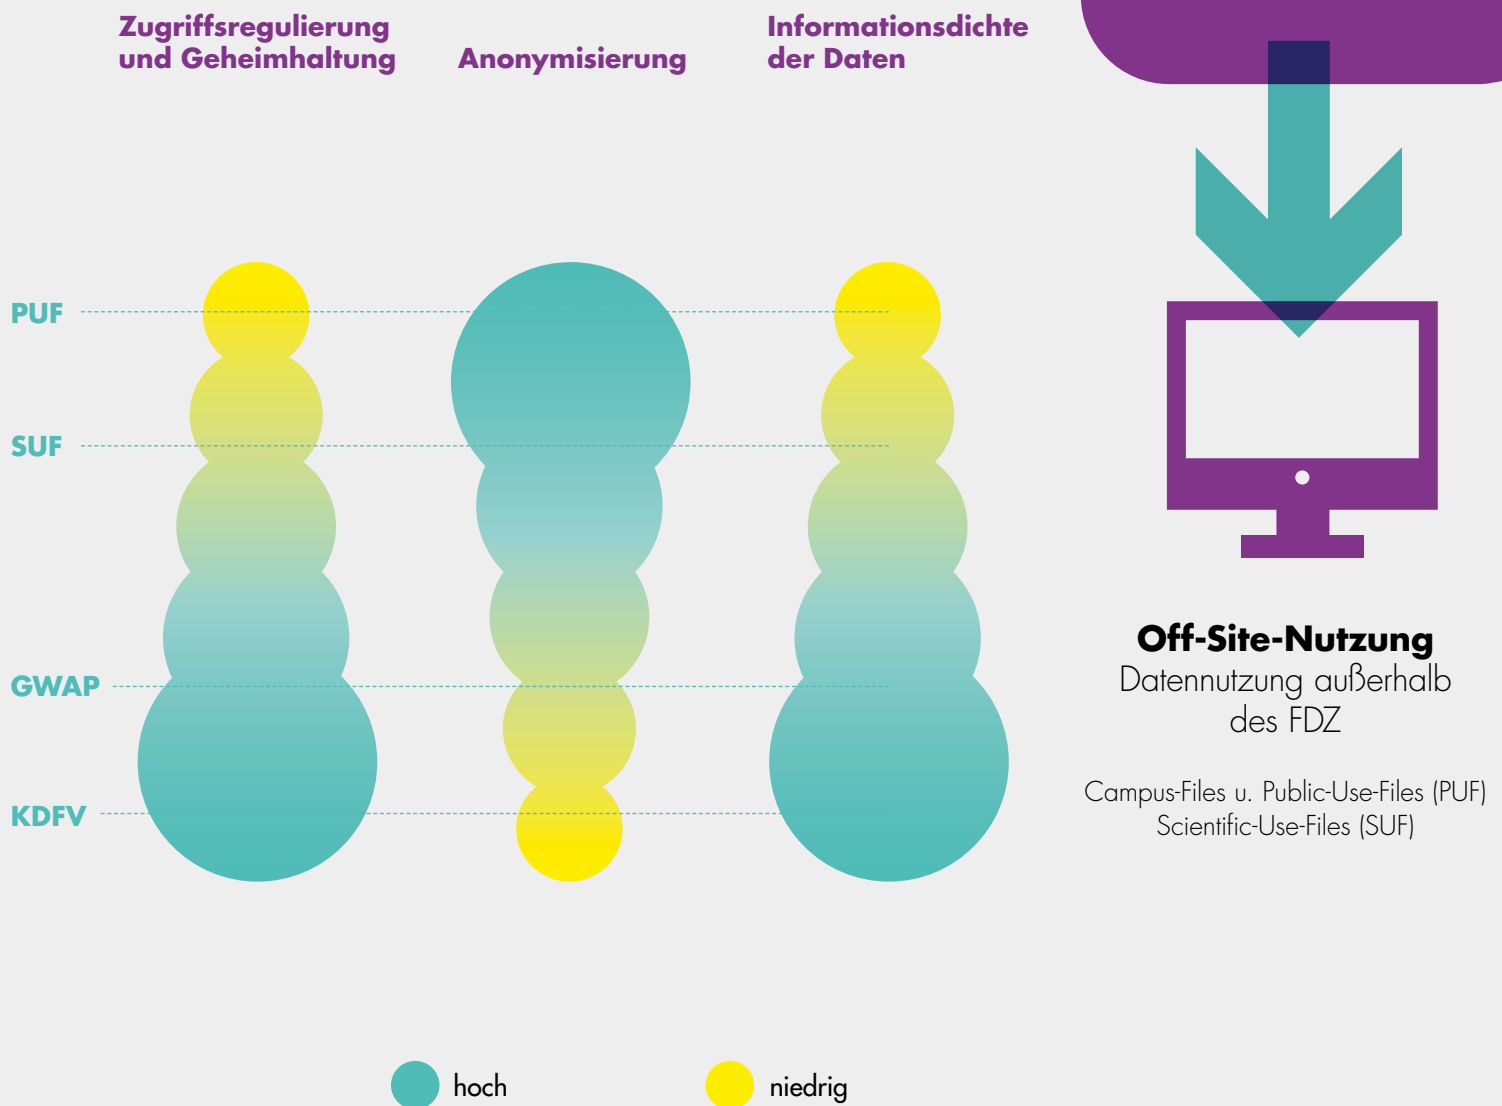 Zugriffsregulierung
und Geheimhaltung
Anonymisierung
Informationsdichte
der Daten
PUF
SUF
GWAP
KDFV
Off-Site-Nutzung
Datennutzung außerhalb
des FDZ
Campus-Files u. Public-Use-Files (PUF)
Scientific-Use-Files (SUF)
hoch
niedrig